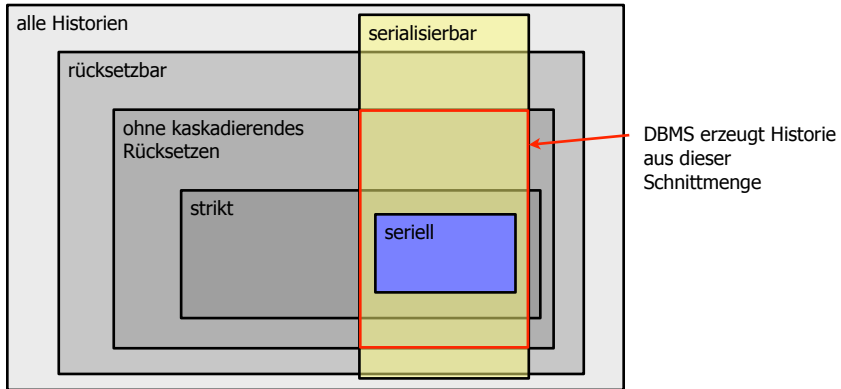 alle Historien
serialisierbar
rücksetzbar
ohne kaskadierendes
Rücksetzen
DBMS erzeugt Historie
aus dieser
Schnittmenge
strikt
seriell